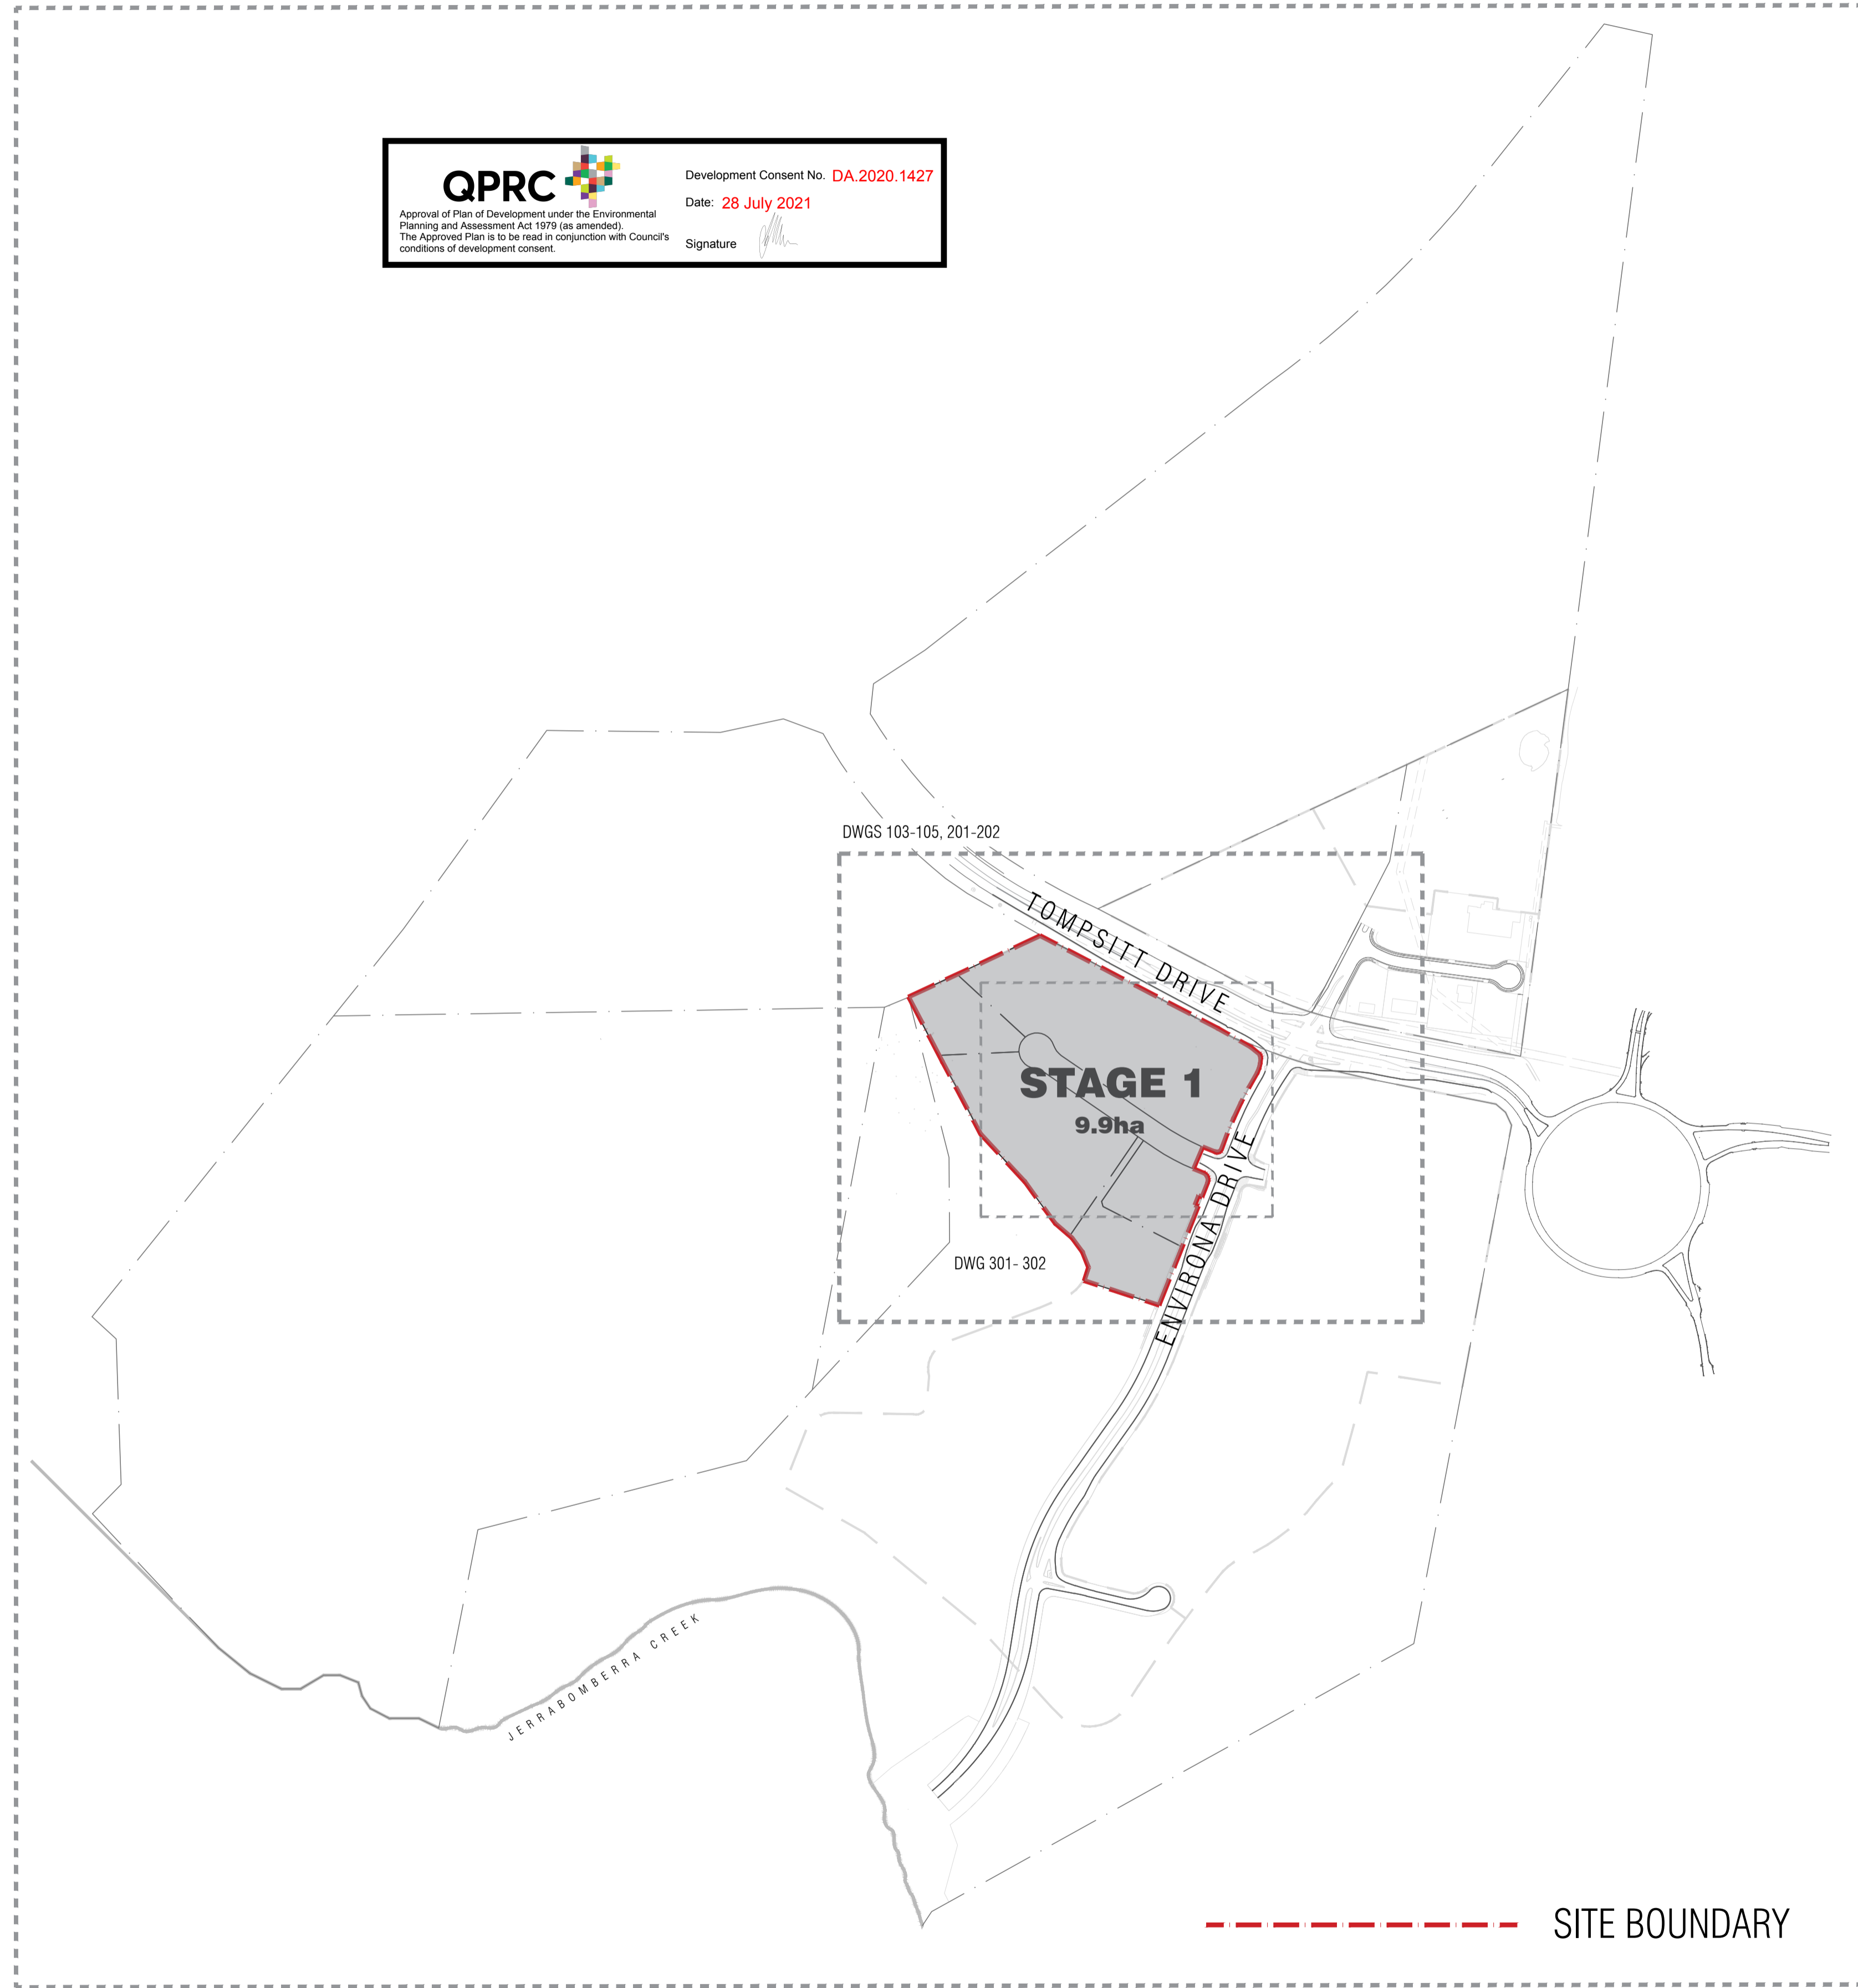 QPRC
Approval of Plan of Development under the Environmental
Planning and Assessment Act 1979 (as amended).
The Approved Plan is to be read in conjunction with Council's
conditions of development consent.
Development Consent No. DA.2020.1427
Date: 28 July 2021
Signature
DWGS 103-105, 201-202
TOMPSITT DRIVE
STAGE 1
9.9ha
ENVIRONA DRIVE
DWG 301- 302
JERRABOMBERRA CREEK
SITE BOUNDARY